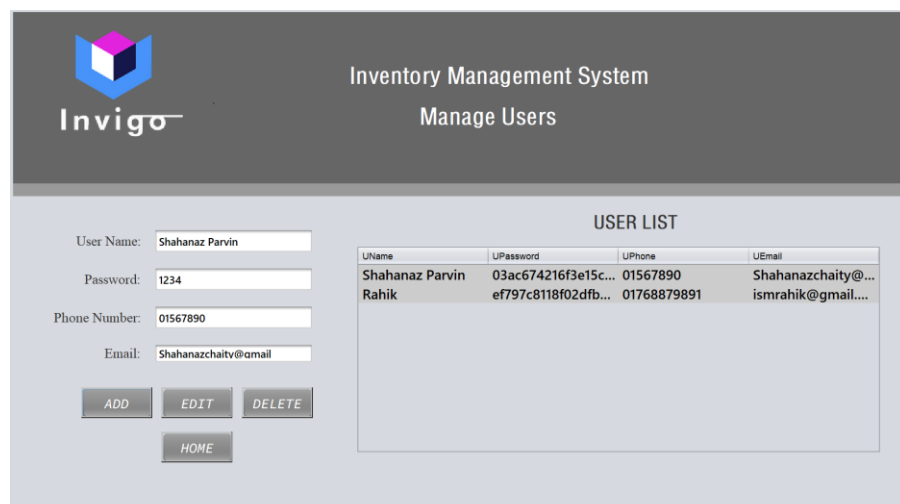 Invigo
Inventory Management System
Manage Users
User Name: Shahanaz Parvin
Password: 1234
Phone Number: 01567890
Email: Shahanazchaity@gmail
ADD EDIT DELETE
HOME
USER LIST
UName UPassword UPhone UEmail
Shahanaz Parvin 03ac674216f3e15c... 01567890 Shahanazchaity@...
Rahik ef797c8118f02dfb... 01768879891 ismrahik@gmail....